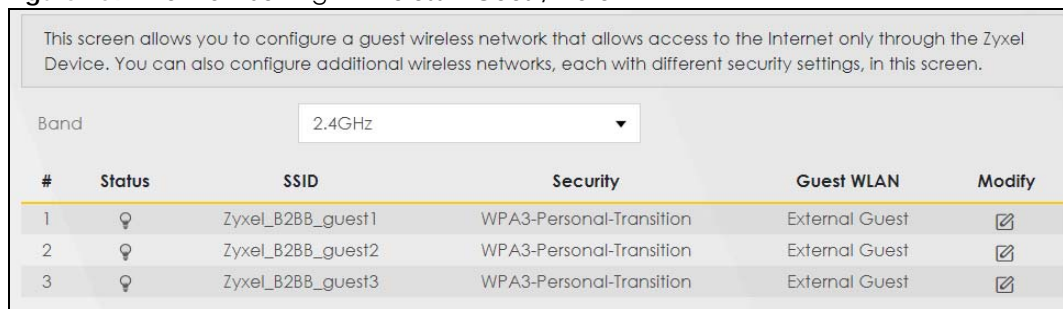 This screen allows you to configure a guest wireless network that allows access to the Internet only through the Zyxel
Device. You can also configure additional wireless networks, each with different security settings, in this screen.
Band 2.4GHz
# Status SSID Security Guest WLAN Modify
1 Zyxel_B2BB_guest1 WPA3-Personal-Transition External Guest
2 Zyxel_B2BB_guest2 WPA3-Personal-Transition External Guest
3 Zyxel_B2BB_guest3 WPA3-Personal-Transition External Guest